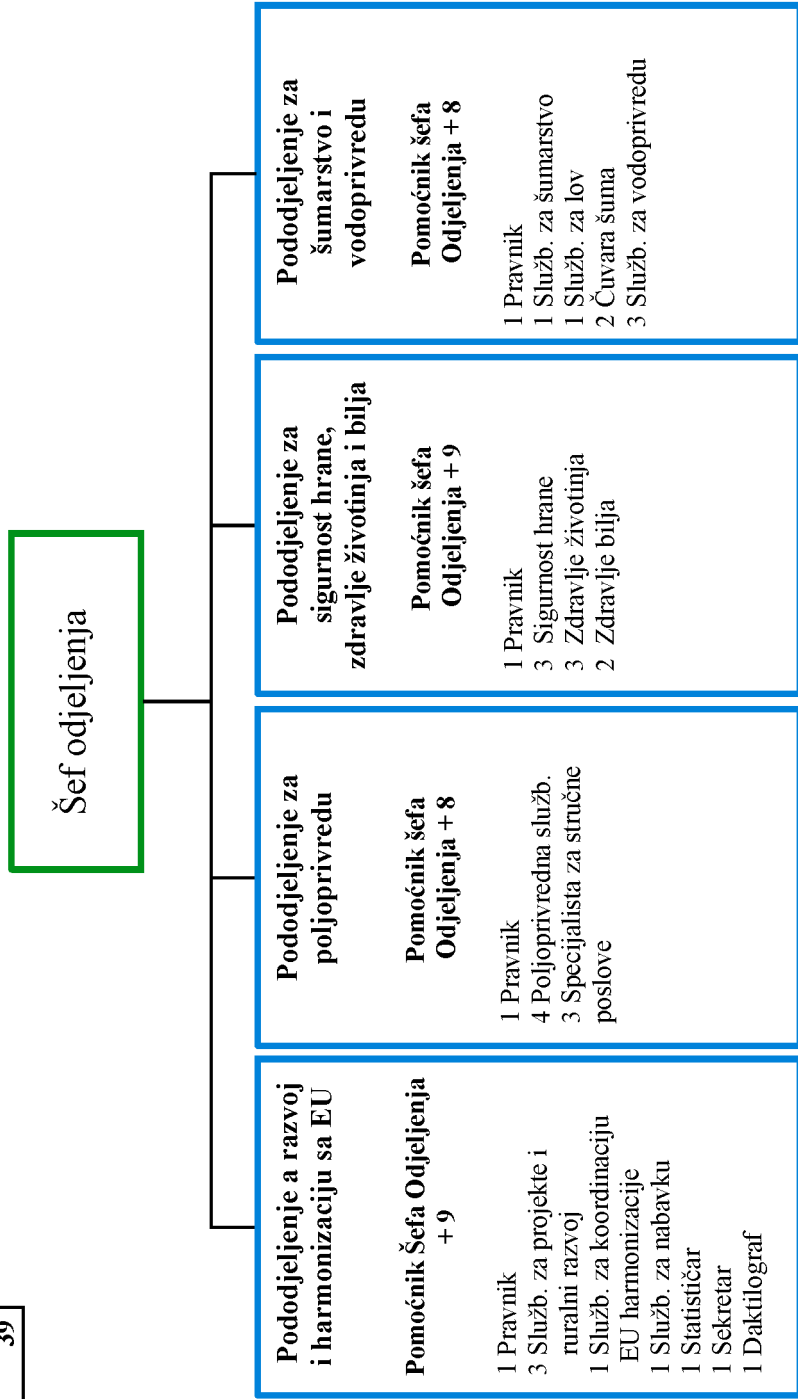 39
Šef odjeljenja
Pododjeljenje a razvoj
i harmonizaciju sa EU
Pomoćnik Šefa Odjeljenja
+ 9
1 Pravnik
3 Služb. za projekte i
ruralni razvoj
1 Služb. za koordinaciju
EU harmonizacije
1 Služb. za nabavku
1 Statističar
1 Sekretar
1 Daktilograf
Pododjeljenje za
poljoprivredu
Pomoćnik šefa
Odjeljenja + 8
1 Pravnik
4 Poljoprivredna služb.
3 Specijalista za stručne
poslove
Pododjeljenje za
sigurnost hrane,
zdravlje životinja i bilja
Pomoćnik šefa
Odjeljenja + 9
1 Pravnik
3 Sigurnost hrane
3 Zdravlje životinja
2 Zdravlje bilja
Pododjeljenje za
šumarstvo i
vodoprivredu
Pomoćnik šefa
Odjeljenja + 8
1 Pravnik
1 Služb. za šumarstvo
1 Služb. za lov
2 Čuvara šuma
3 Služb. za vodoprivredu